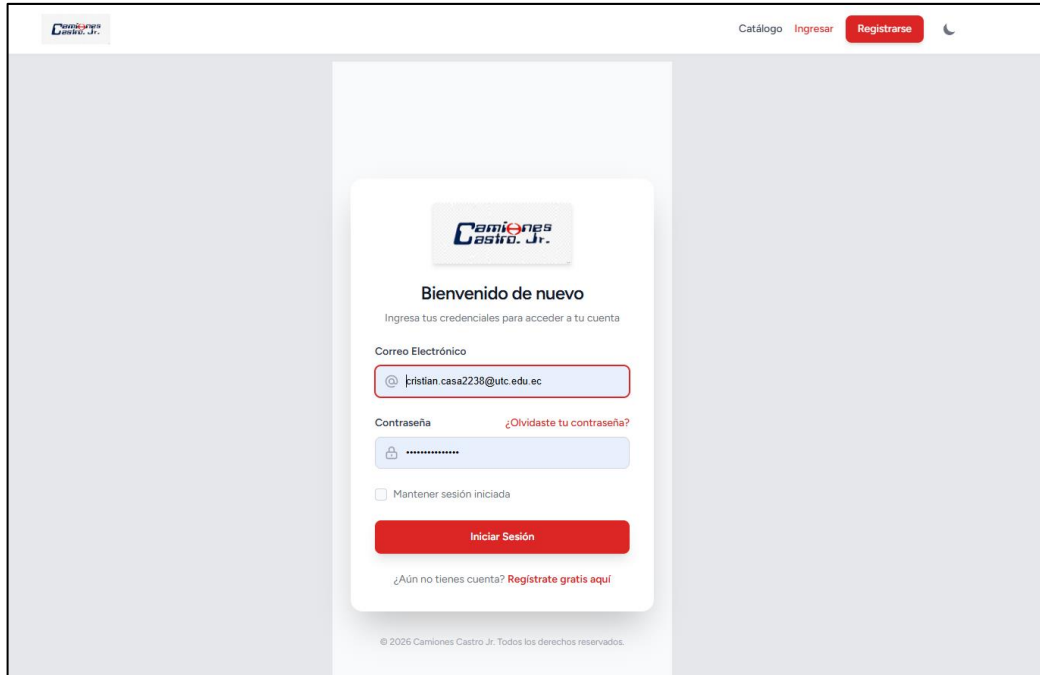 Camiones
Castro. Jr.
Catálogo Ingresar Registrarse
Camiones
Castro. Jr.
Bienvenido de nuevo
Ingresa tus credenciales para acceder a tu cuenta
Correo Electrónico
@ cristian.casa2238@utc.edu.ec
Contraseña ¿Olvidaste tu contraseña?
•••••••••••••••
Mantener sesión iniciada
Iniciar Sesión
¿Aún no tienes cuenta? Regístrate gratis aquí
© 2026 Camiones Castro Jr. Todos los derechos reservados.